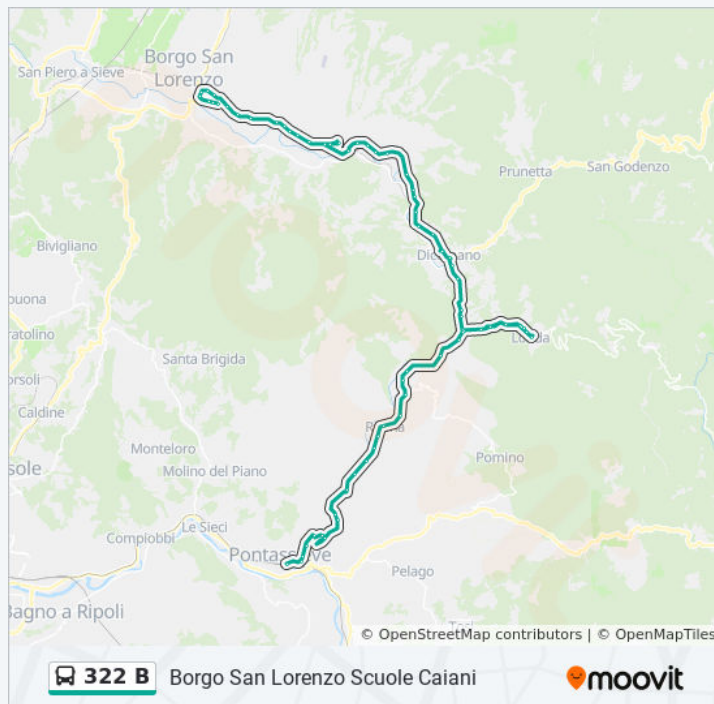 Borgo San
Lorenzo
San Piero a Sieve
Prunetta
San Godenzo
Bivigliano
Santa Brigida
Caldine
Pomino
Monteloro
Molino del Piano
Le Sieci
Compiobbi
Pelago
Bagno a Ripoli
© OpenStreetMap contributors | © OpenMapTiles
322 B
Borgo San Lorenzo Scuole Caiani
moovit